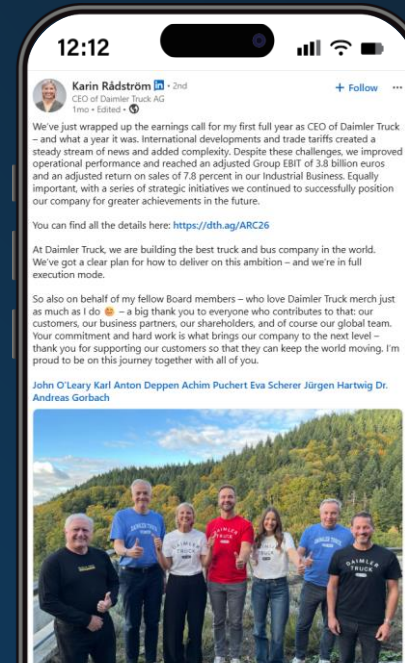 12:12
Karin Rådström in • 2nd
+ Follow ...
CEO of Daimler Truck AG
1mo • Edited •
We've just wrapped up the earnings call for my first full year as CEO of Daimler Truck
– and what a year it was. International developments and trade tariffs created a
steady stream of news and added complexity. Despite these challenges, we improved
operational performance and reached an adjusted Group EBIT of 3.8 billion euros
and an adjusted return on sales of 7.8 percent in our Industrial Business. Equally
important, with a series of strategic initiatives we continued to successfully position
our company for greater achievements in the future.
You can find all the details here: https://dth.ag/ARC26
At Daimler Truck, we are building the best truck and bus company in the world.
We've got a clear plan for how to deliver on this ambition – and we're in full
execution mode.
So also on behalf of my fellow Board members – who love Daimler Truck merch just
as much as I do 😊 – a big thank you to everyone who contributes to that: our
customers, our business partners, our shareholders, and of course our global team.
Your commitment and hard work is what brings our company to the next level –
thank you for supporting our customers so that they can keep the world moving. I'm
proud to be on this journey together with all of you.
John O'Leary Karl Anton Deppen Achim Puchert Eva Scherer Jürgen Hartwig Dr.
Andreas Gorbach
DAIMLER TRUCK
DAIMLER
TRUCK
DAIMLER
TRUCK
DAIMLER
TRUCK
DAIMLER TRUCK
DAIMLER
TRUCK